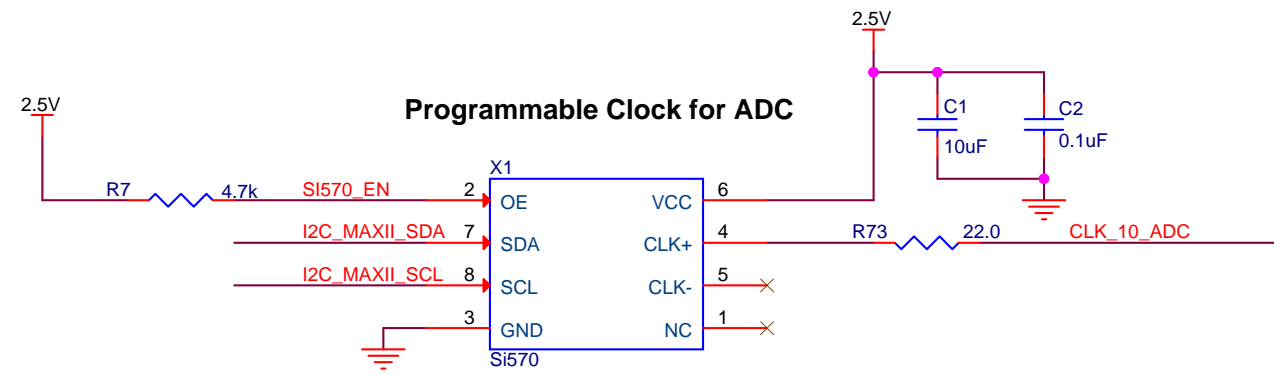 2.5V
2.5V
Programmable Clock for ADC
C1
10uF
C2
0.1uF
X1
R7 4.7k SI570_EN 2 OE VCC 6
I2C_MAXII_SDA 7 SDA CLK+ 4 R73 22.0 CLK_10_ADC
I2C_MAXII_SCL 8 SCL CLK- 5
3 GND NC 1
Si570